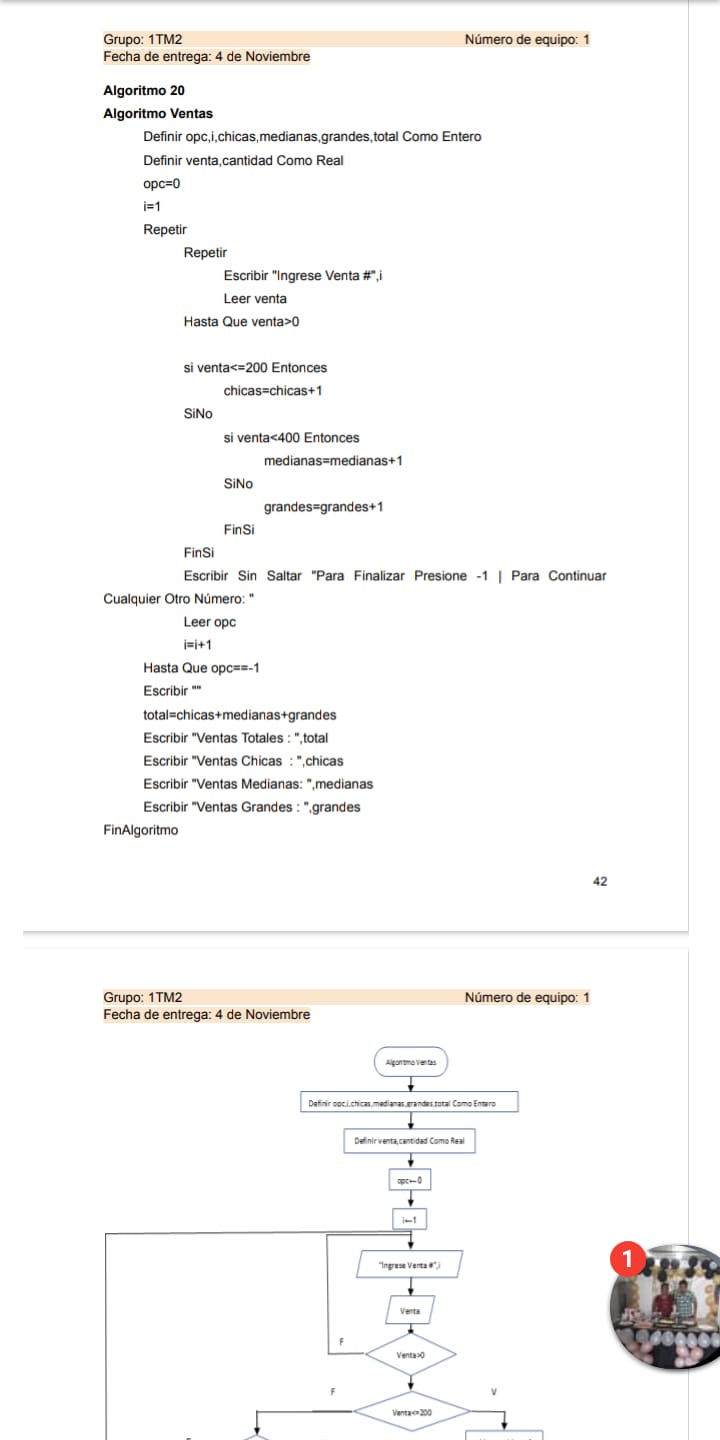 Grupo: 1TM2 Número de equipo: 1
Fecha de entrega: 4 de Noviembre
Algoritmo 20
Algoritmo Ventas
Definir opc,i,chicas,medianas,grandes,total Como Entero
Definir venta,cantidad Como Real
opc=0
i=1
Repetir
Repetir
Escribir "Ingrese Venta #",i
Leer venta
Hasta Que venta>0
si venta<=200 Entonces
chicas=chicas+1
SiNo
si venta<400 Entonces
medianas=medianas+1
SiNo
grandes=grandes+1
FinSi
FinSi
Escribir Sin Saltar "Para Finalizar Presione -1 | Para Continuar
Cualquier Otro Número: "
Leer opc
i=i+1
Hasta Que opc==-1
Escribir ""
total=chicas+medianas+grandes
Escribir "Ventas Totales : ",total
Escribir "Ventas Chicas  : ",chicas
Escribir "Ventas Medianas: ",medianas
Escribir "Ventas Grandes : ",grandes
FinAlgoritmo
42
Grupo: 1TM2 Número de equipo: 1
Fecha de entrega: 4 de Noviembre
Algoritmo Ventas
Definir opc,i,chicas,medianas,grandes,total Como Entero
Definir venta,cantidad Como Real
opc←0
i←1
"Ingrese Venta #",i
1
Venta
F
Venta>0
F
V
Venta<=200